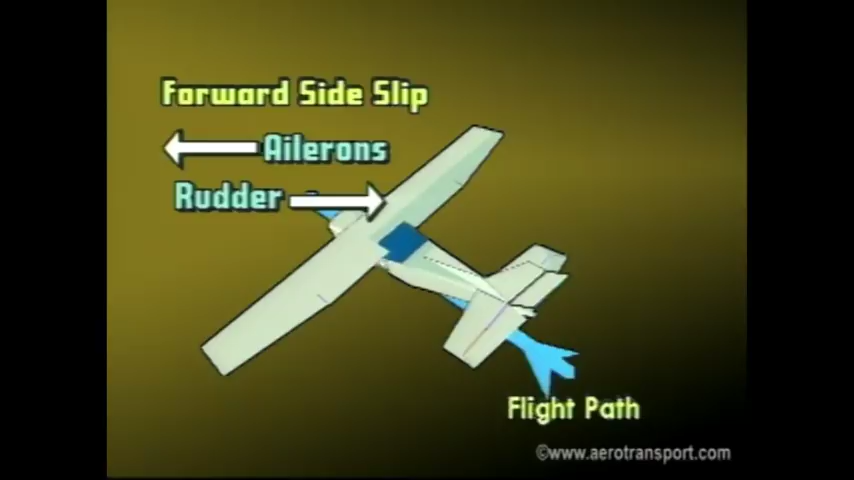 Forward Side Slip
Ailerons
Rudder
Flight Path
©www.aerotransport.com